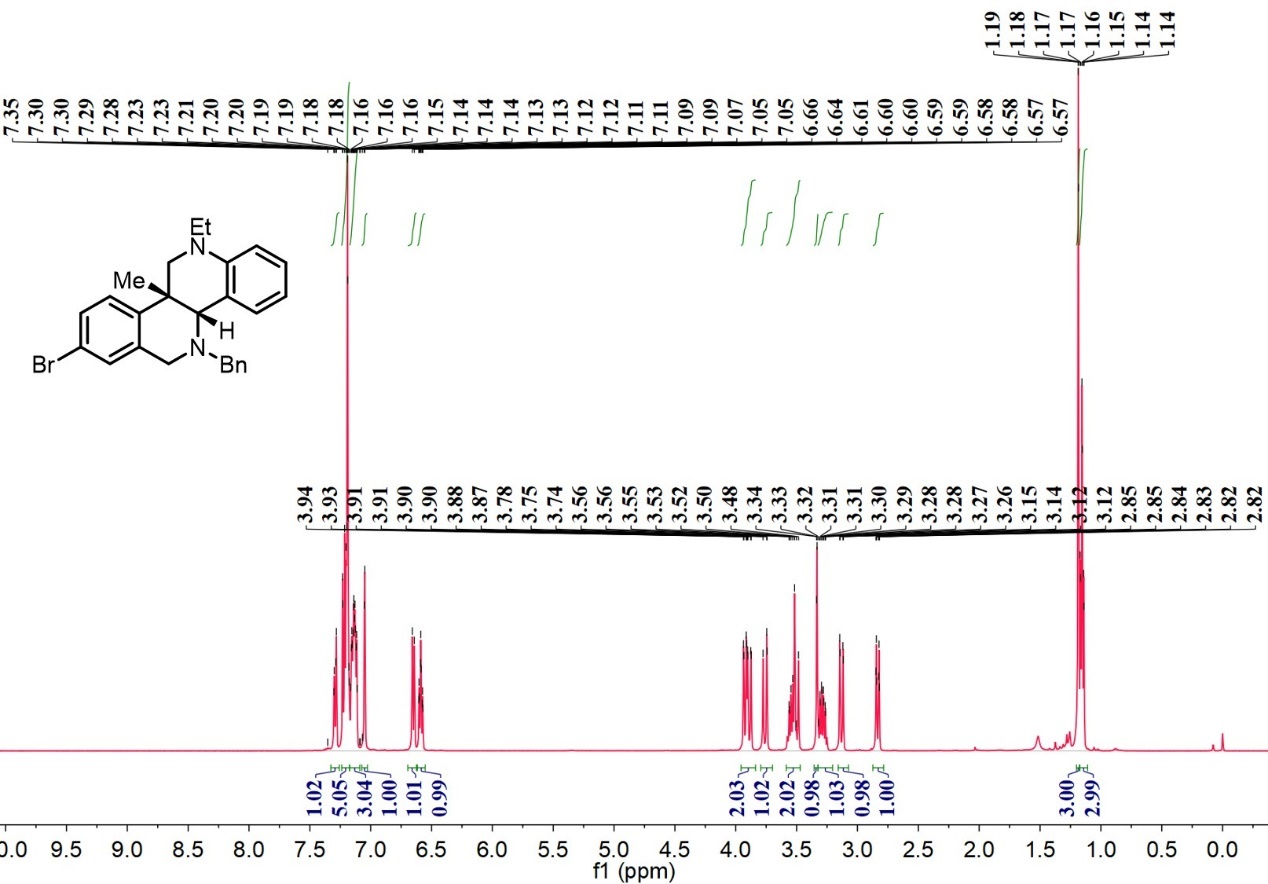 1.19 1.18 1.17 1.17 1.16 1.15 1.14 1.14
7.35 7.30 7.30 7.29 7.28 7.23 7.23 7.21 7.20 7.20 7.19 7.19 7.18 7.18 7.16 7.16 7.16 7.15 7.14 7.14 7.14 7.13 7.13 7.12 7.12 7.11 7.11 7.09 7.09 7.07 7.05 7.05 6.66 6.64 6.61 6.60 6.60 6.59 6.59 6.58 6.58 6.57 6.57
Et
N
Me
H
N
Br
Bn
3.94 3.93 3.91 3.91 3.90 3.90 3.88 3.87 3.78 3.75 3.74 3.56 3.56 3.55 3.53 3.52 3.50 3.48 3.34 3.33 3.32 3.31 3.31 3.30 3.29 3.28 3.28 3.27 3.26 3.15 3.14 3.12 3.12 2.85 2.85 2.84 2.83 2.82 2.82
1.02 5.05 3.04 1.00 1.01 0.99 2.03 1.02 2.02 0.98 1.03 0.98 1.00 3.00 2.99
0.0 9.5 9.0 8.5 8.0 7.5 7.0 6.5 6.0 5.5 5.0 4.5 4.0 3.5 3.0 2.5 2.0 1.5 1.0 0.5 0.0
f1 (ppm)